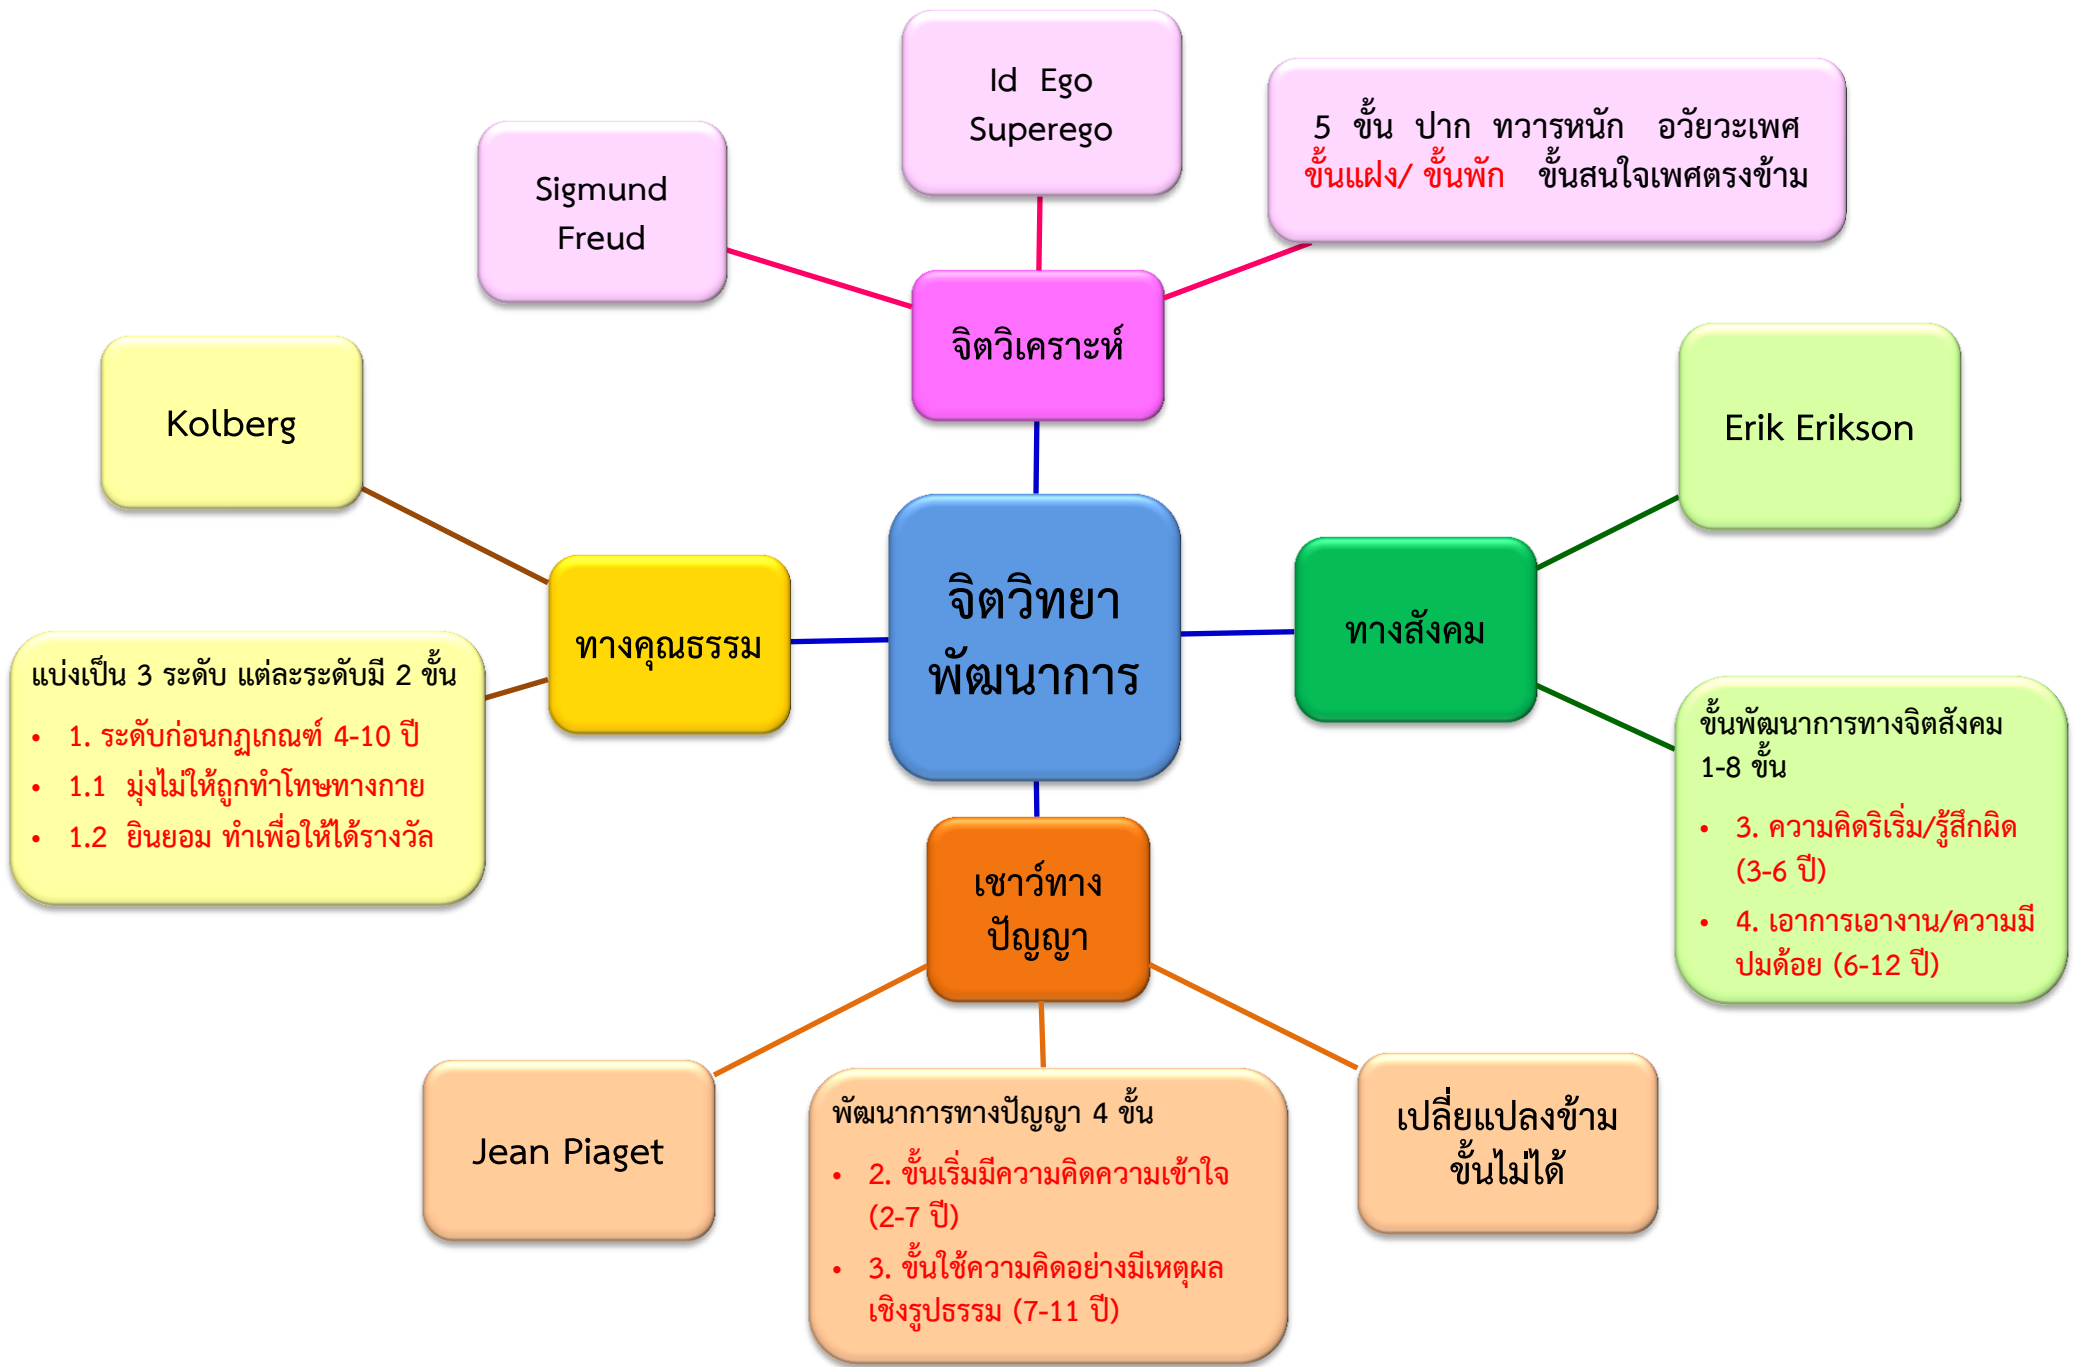 Id Ego
Superego
5 ขั้น ปาก ทวารหนัก อวัยวะเพศ
ขั้นแฝง/ ขั้นพัก ขั้นสนใจเพศตรงข้าม
Sigmund
Freud
จิตวิเคราะห์
Kolberg
Erik Erikson
จิตวิทยา
พัฒนาการ
ทางคุณธรรม
ทางสังคม
แบ่งเป็น 3 ระดับ แต่ละระดับมี 2 ขั้น
• 1. ระดับก่อนกฏเกณฑ์ 4-10 ปี
• 1.1 มุ่งไม่ให้ถูกทำโทษทางกาย
• 1.2 ยินยอม ทำเพื่อให้ได้รางวัล
ขั้นพัฒนาการทางจิตสังคม
1-8 ขั้น
• 3. ความคิดริเริ่ม/รู้สึกผิด
(3-6 ปี)
• 4. เอาการเอางาน/ความมี
ปมด้อย (6-12 ปี)
เชาว์ทาง
ปัญญา
Jean Piaget
พัฒนาการทางปัญญา 4 ขั้น
• 2. ขั้นเริ่มมีความคิดความเข้าใจ
(2-7 ปี)
• 3. ขั้นใช้ความคิดอย่างมีเหตุผล
เชิงรูปธรรม (7-11 ปี)
เปลี่ยแปลงข้าม
ขั้นไม่ได้